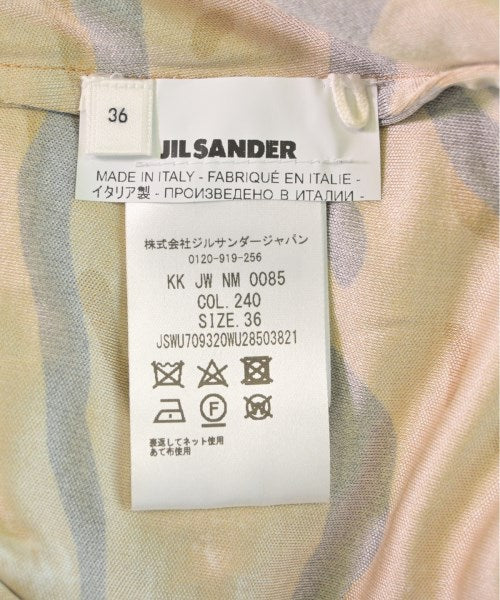 36
JIL SANDER
MADE IN ITALY - FABRIQUÉ EN ITALIE -
イタリア製 - ПРОИЗВЕДЕНО В ИТАЛИИ -
株式会社ジルサンダージャパン
0120-919-256
KK JW NM 0085
COL. 240
SIZE. 36
JSWU709320WU28503821
F W
裏返してネット使用
あて布使用